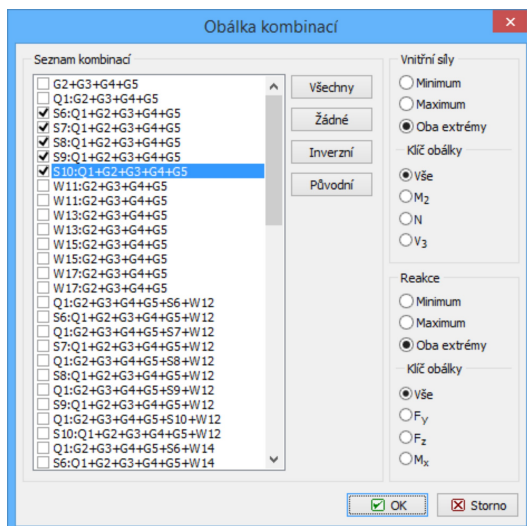 Obálka kombinací
Seznam kombinací
G2+G3+G4+G5
Q1:G2+G3+G4+G5
S6:Q1+G2+G3+G4+G5
S7:Q1+G2+G3+G4+G5
S8:Q1+G2+G3+G4+G5
S9:Q1+G2+G3+G4+G5
S10:Q1+G2+G3+G4+G5
W11:G2+G3+G4+G5
W11:G2+G3+G4+G5
W13:G2+G3+G4+G5
W13:G2+G3+G4+G5
W15:G2+G3+G4+G5
W15:G2+G3+G4+G5
W17:G2+G3+G4+G5
W17:G2+G3+G4+G5
Q1:G2+G3+G4+G5+S6+W12
S6:Q1+G2+G3+G4+G5+W12
Q1:G2+G3+G4+G5+S7+W12
S7:Q1+G2+G3+G4+G5+W12
Q1:G2+G3+G4+G5+S8+W12
S8:Q1+G2+G3+G4+G5+W12
Q1:G2+G3+G4+G5+S9+W12
S9:Q1+G2+G3+G4+G5+W12
Q1:G2+G3+G4+G5+S10+W12
S10:Q1+G2+G3+G4+G5+W12
Q1:G2+G3+G4+G5+S6+W14
S6:Q1+G2+G3+G4+G5+W14
Všechny
Žádné
Inverzní
Původní
Vnitřní síly
Minimum
Maximum
Oba extrémy
Klíč obálky
Vše
M2
N
V3
Reakce
Minimum
Maximum
Oba extrémy
Klíč obálky
Vše
Fy
Fz
Mx
OK
Storno